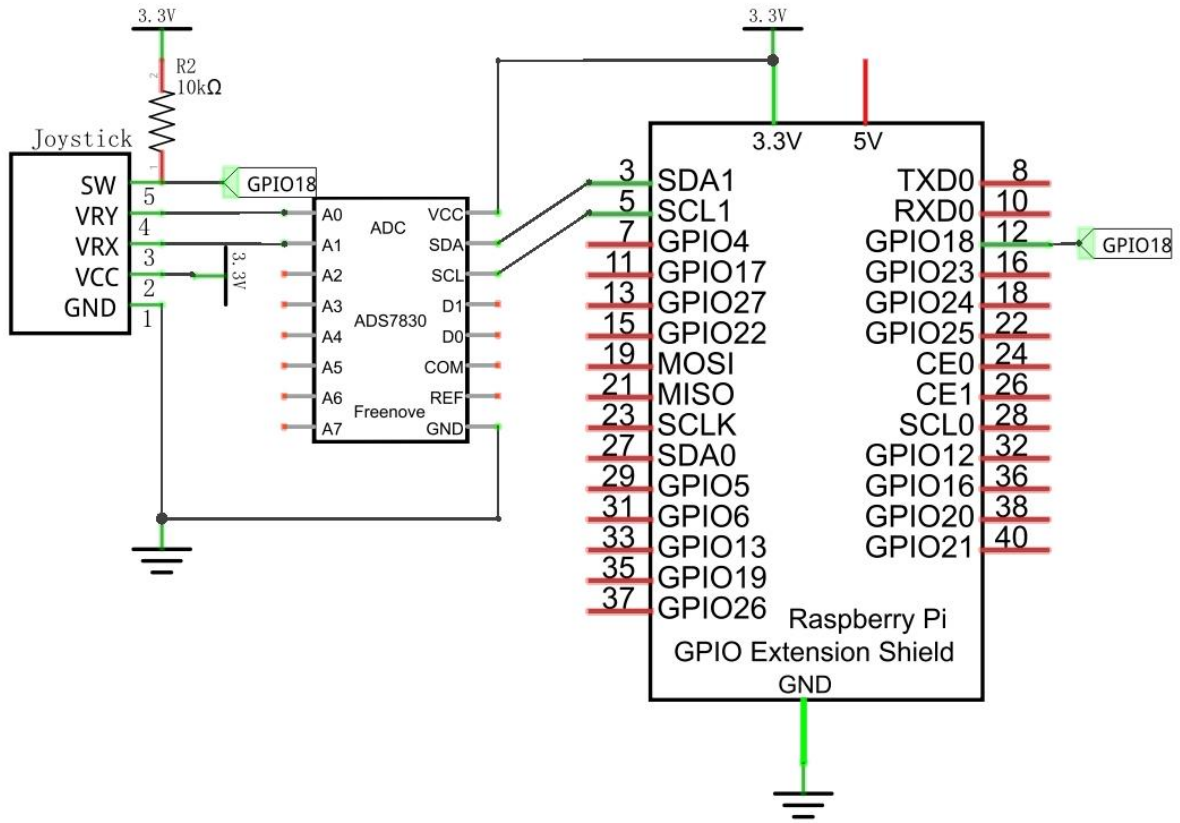 3.3V
2
R2
10kΩ
1
Joystick
SW
VRY
VRX
VCC
GND
5
4
3
2
1
GPIO18
3.3V
ADC
ADS7830
Freenove
A0
A1
A2
A3
A4
A5
A6
A7
VCC
SDA
SCL
D1
D0
COM
REF
GND
3.3V
3.3V
5V
3 SDA1
5 SCL1
7 GPIO4
11 GPIO17
13 GPIO27
15 GPIO22
19 MOSI
21 MISO
23 SCLK
27 SDA0
29 GPIO5
31 GPIO6
33 GPIO13
35 GPIO19
37 GPIO26
TXD0 8
RXD0 10
GPIO18 12
GPIO18
GPIO23 16
GPIO24 18
GPIO25 22
CE0 24
CE1 26
SCL0 28
GPIO12 32
GPIO16 36
GPIO20 38
GPIO21 40
Raspberry Pi
GPIO Extension Shield
GND